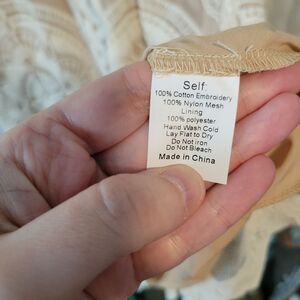 Self:
100% Cotton Embroidery
100% Nylon Mesh
Lining
100% polyester
Hand Wash Cold
Lay Flat to Dry
Do Not iron
Do Not Bleach
Made in China